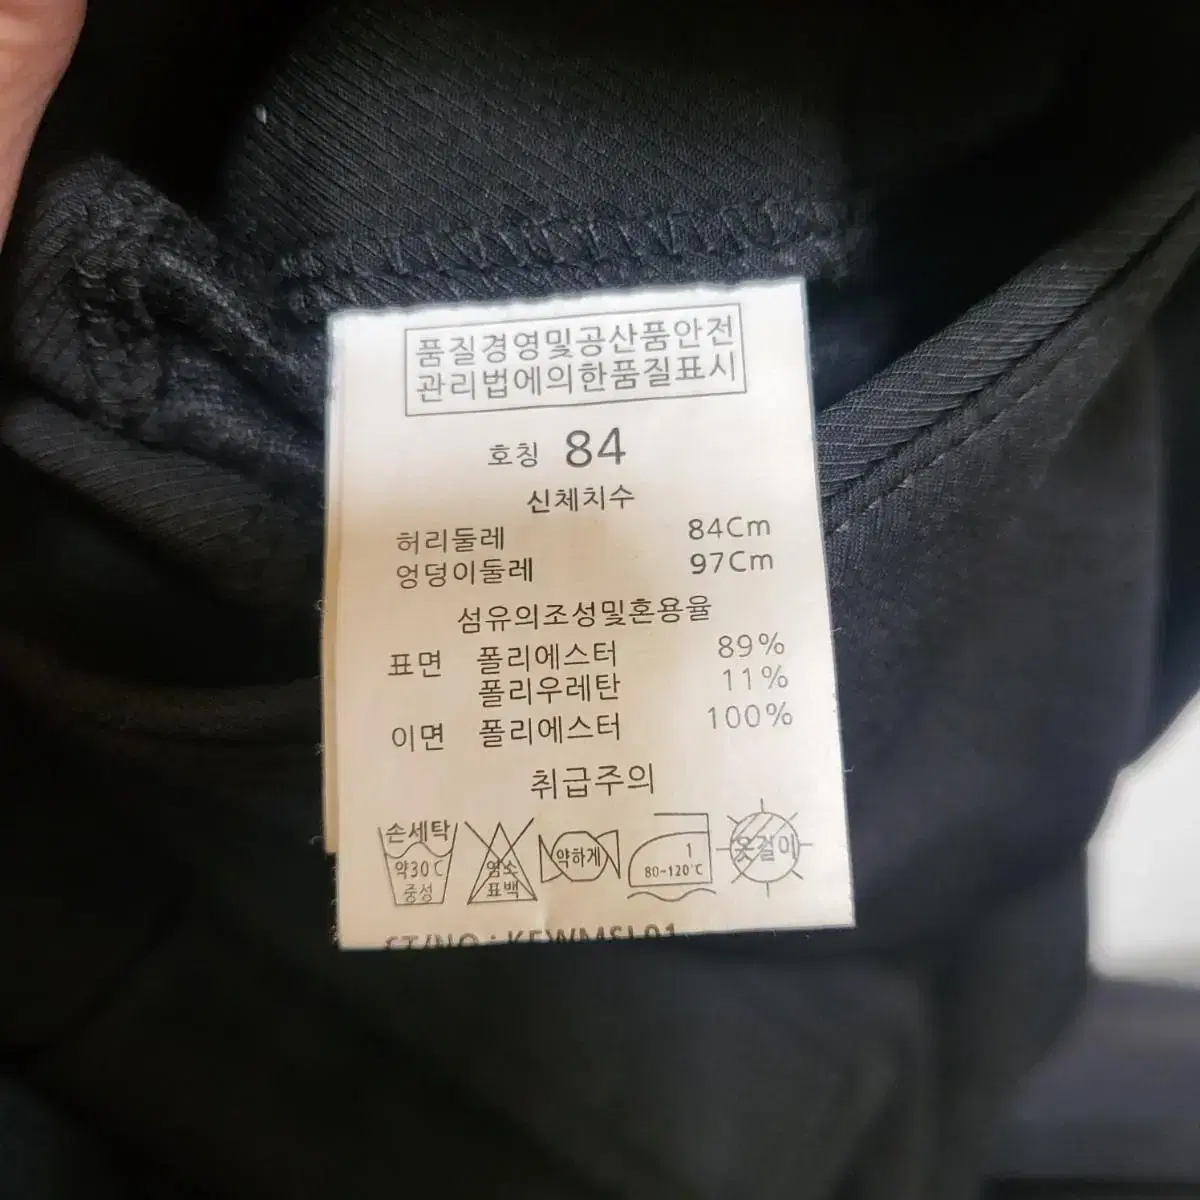 품질경영및공산품안전
관리법에의한품질표시
호칭 84
신체치수
허리둘레 84Cm
엉덩이둘레 97Cm
섬유의조성및혼용율
표면 폴리에스터 89%
폴리우레탄 11%
이면 폴리에스터 100%
취급주의
손세탁
약30℃
중성
염소
표백
약하게
1
80-120℃
옷걸이
ST/NO :